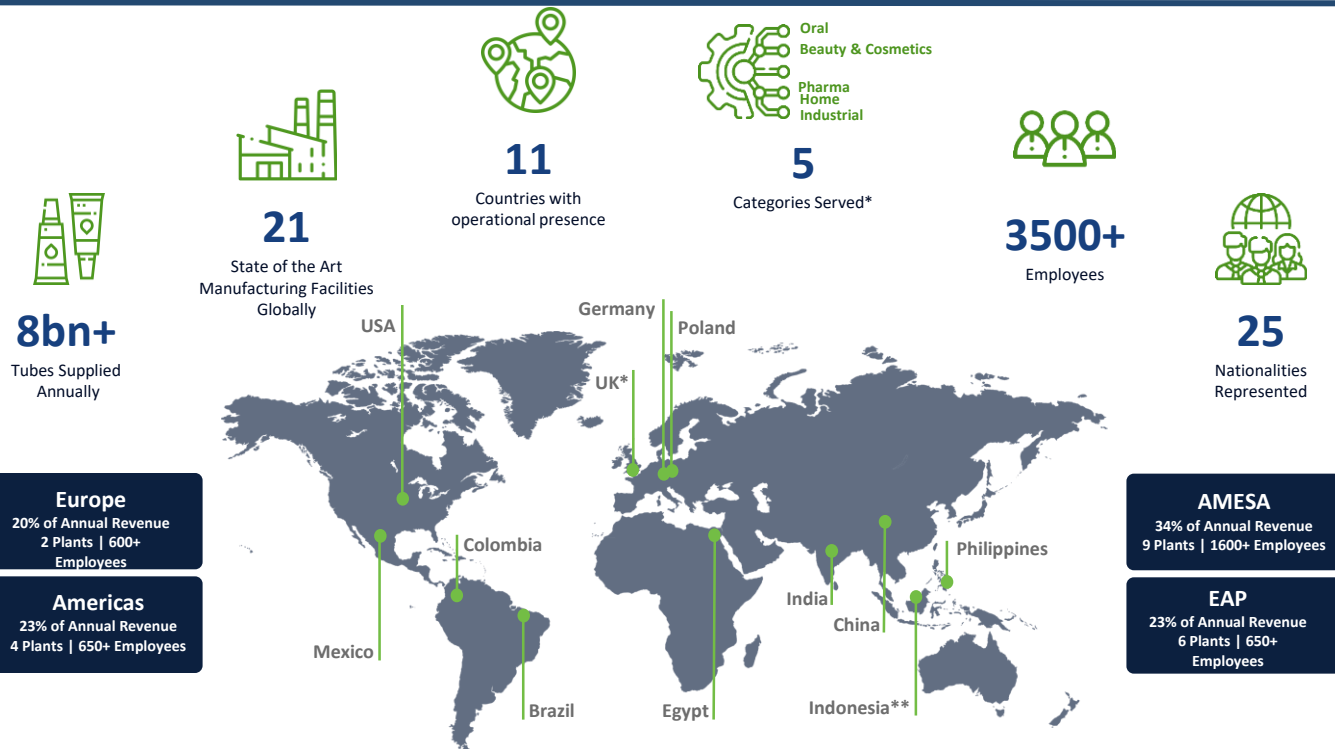 Oral
Beauty & Cosmetics
Pharma
Home
Industrial
8bn+
Tubes Supplied
Annually
21
State of the Art
Manufacturing Facilities
Globally
11
Countries with
operational presence
5
Categories Served*
3500+
Employees
25
Nationalities
Represented
USA
Germany
Poland
UK*
Colombia
Mexico
Brazil
Egypt
India
China
Philippines
Indonesia**
Europe
20% of Annual Revenue
2 Plants | 600+
Employees
Americas
23% of Annual Revenue
4 Plants | 650+ Employees
AMESA
34% of Annual Revenue
9 Plants | 1600+ Employees
EAP
23% of Annual Revenue
6 Plants | 650+
Employees